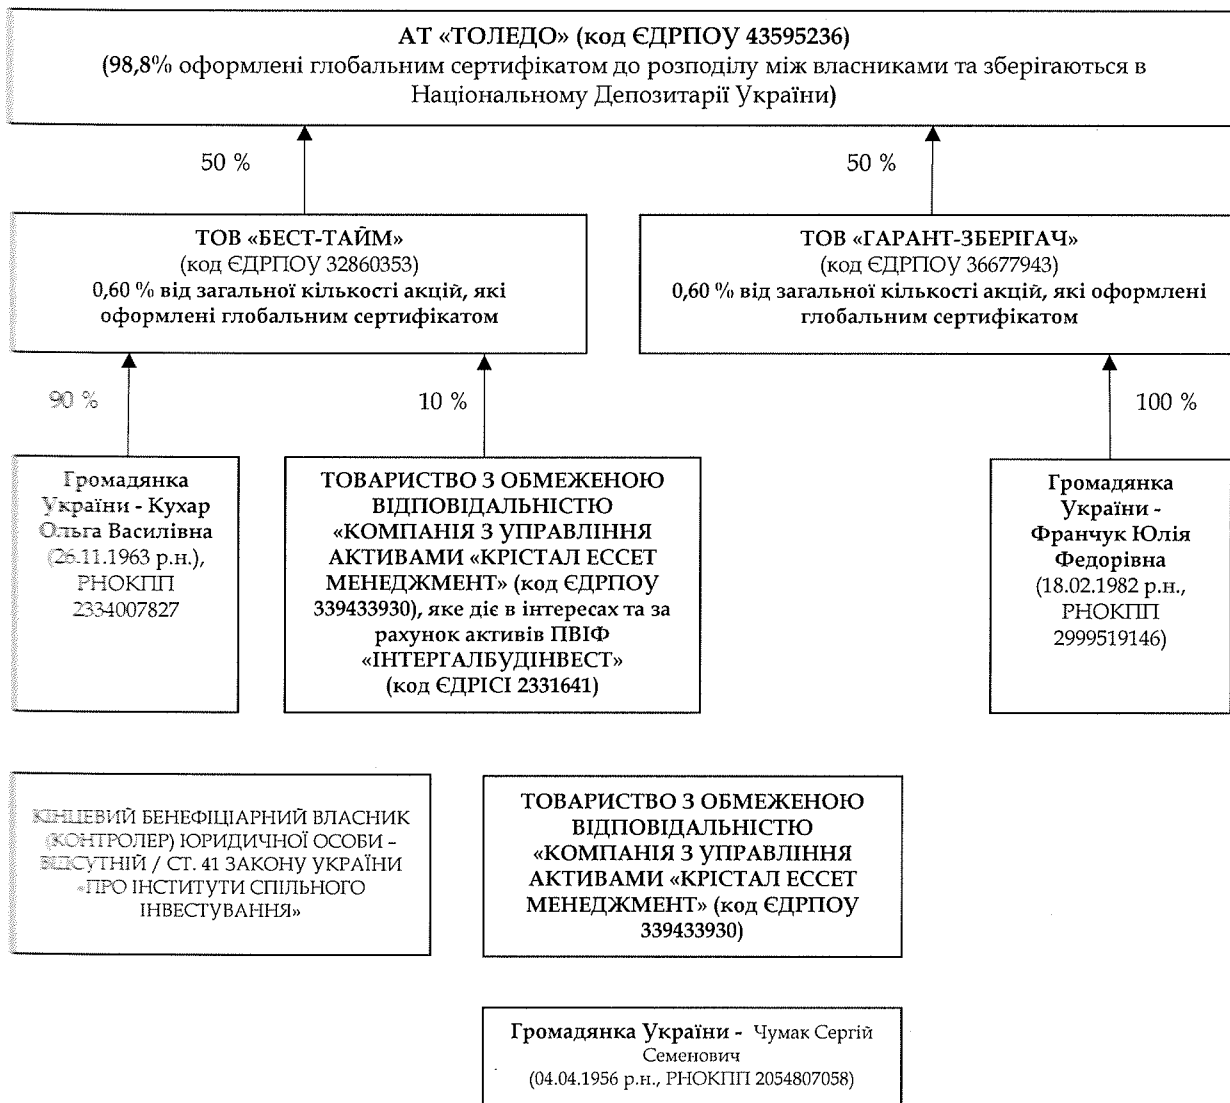 АТ «ТОЛЕДО» (код ЄДРПОУ 43595236)
(98,8% оформлені глобальним сертифікатом до розподілу між власниками та зберігаються в
Національному Депозитарії України)
50 %
50 %
ТОВ «БЕСТ-ТАЙМ»
(код ЄДРПОУ 32860353)
0,60 % від загальної кількості акцій, які
оформлені глобальним сертифікатом
ТОВ «ГАРАНТ-ЗБЕРІГАЧ»
(код ЄДРПОУ 36677943)
0,60 % від загальної кількості акцій, які оформлені
глобальним сертифікатом
90 %
10 %
100 %
Громадянка
України - Кухар
Ольга Василівна
(26.11.1963 р.н.),
РНОКПП
2334007827
ТОВАРИСТВО З ОБМЕЖЕНОЮ
ВІДПОВІДАЛЬНІСТЮ
«КОМПАНІЯ З УПРАВЛІННЯ
АКТИВАМИ «КРІСТАЛ ЕССЕТ
МЕНЕДЖМЕНТ» (код ЄДРПОУ
339433930), яке діє в інтересах та за
рахунок активів ПВІФ
«ІНТЕРГАЛБУДІНВЕСТ»
(код ЄДРІСІ 2331641)
Громадянка
України -
Франчук Юлія
Федорівна
(18.02.1982 р.н.,
РНОКПП
2999519146)
КІНЦЕВИЙ БЕНЕФІЦІАРНИЙ ВЛАСНИК
(КОНТРОЛЕР) ЮРИДИЧНОЇ ОСОБИ –
ВІДСУТНІЙ / СТ. 41 ЗАКОНУ УКРАЇНИ
«ПРО ІНСТИТУТИ СПІЛЬНОГО
ІНВЕСТУВАННЯ»
ТОВАРИСТВО З ОБМЕЖЕНОЮ
ВІДПОВІДАЛЬНІСТЮ
«КОМПАНІЯ З УПРАВЛІННЯ
АКТИВАМИ «КРІСТАЛ ЕССЕТ
МЕНЕДЖМЕНТ» (код ЄДРПОУ
339433930)
Громадянка України - Чумак Сергій
Семенович
(04.04.1956 р.н., РНОКПП 2054807058)